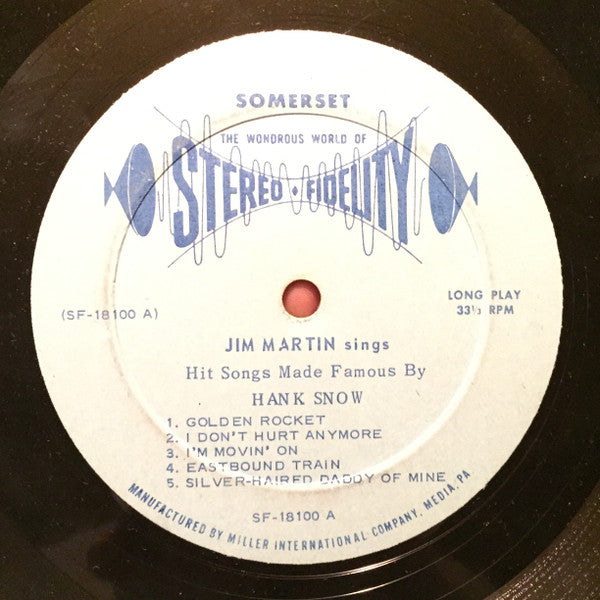 SOMERSET
THE WONDROUS WORLD OF
STEREO • FIDELITY
(SF-18100 A)
LONG PLAY
33⅓ RPM
JIM MARTIN sings
Hit Songs Made Famous By
HANK SNOW
1. GOLDEN ROCKET
2. I DON'T HURT ANYMORE
3. I'M MOVIN' ON
4. EASTBOUND TRAIN
5. SILVER-HAIRED DADDY OF MINE
SF-18100 A
MANUFACTURED BY MILLER INTERNATIONAL COMPANY, MEDIA, PA